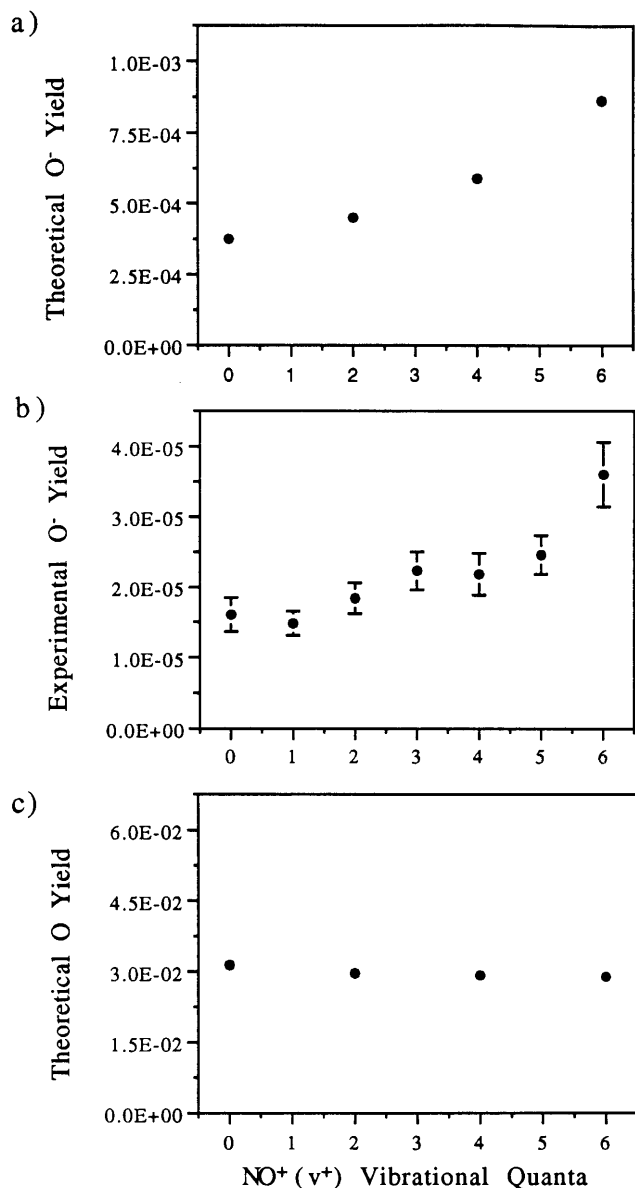 a)
Theoretical O⁻ Yield
1.0E-03
7.5E-04
5.0E-04
2.5E-04
0.0E+00
0 1 2 3 4 5 6
b)
Experimental O⁻ Yield
4.0E-05
3.0E-05
2.0E-05
1.0E-05
0.0E+00
0 1 2 3 4 5 6
c)
Theoretical O Yield
6.0E-02
4.5E-02
3.0E-02
1.5E-02
0.0E+00
0 1 2 3 4 5 6
NO⁺ (v⁺) Vibrational Quanta